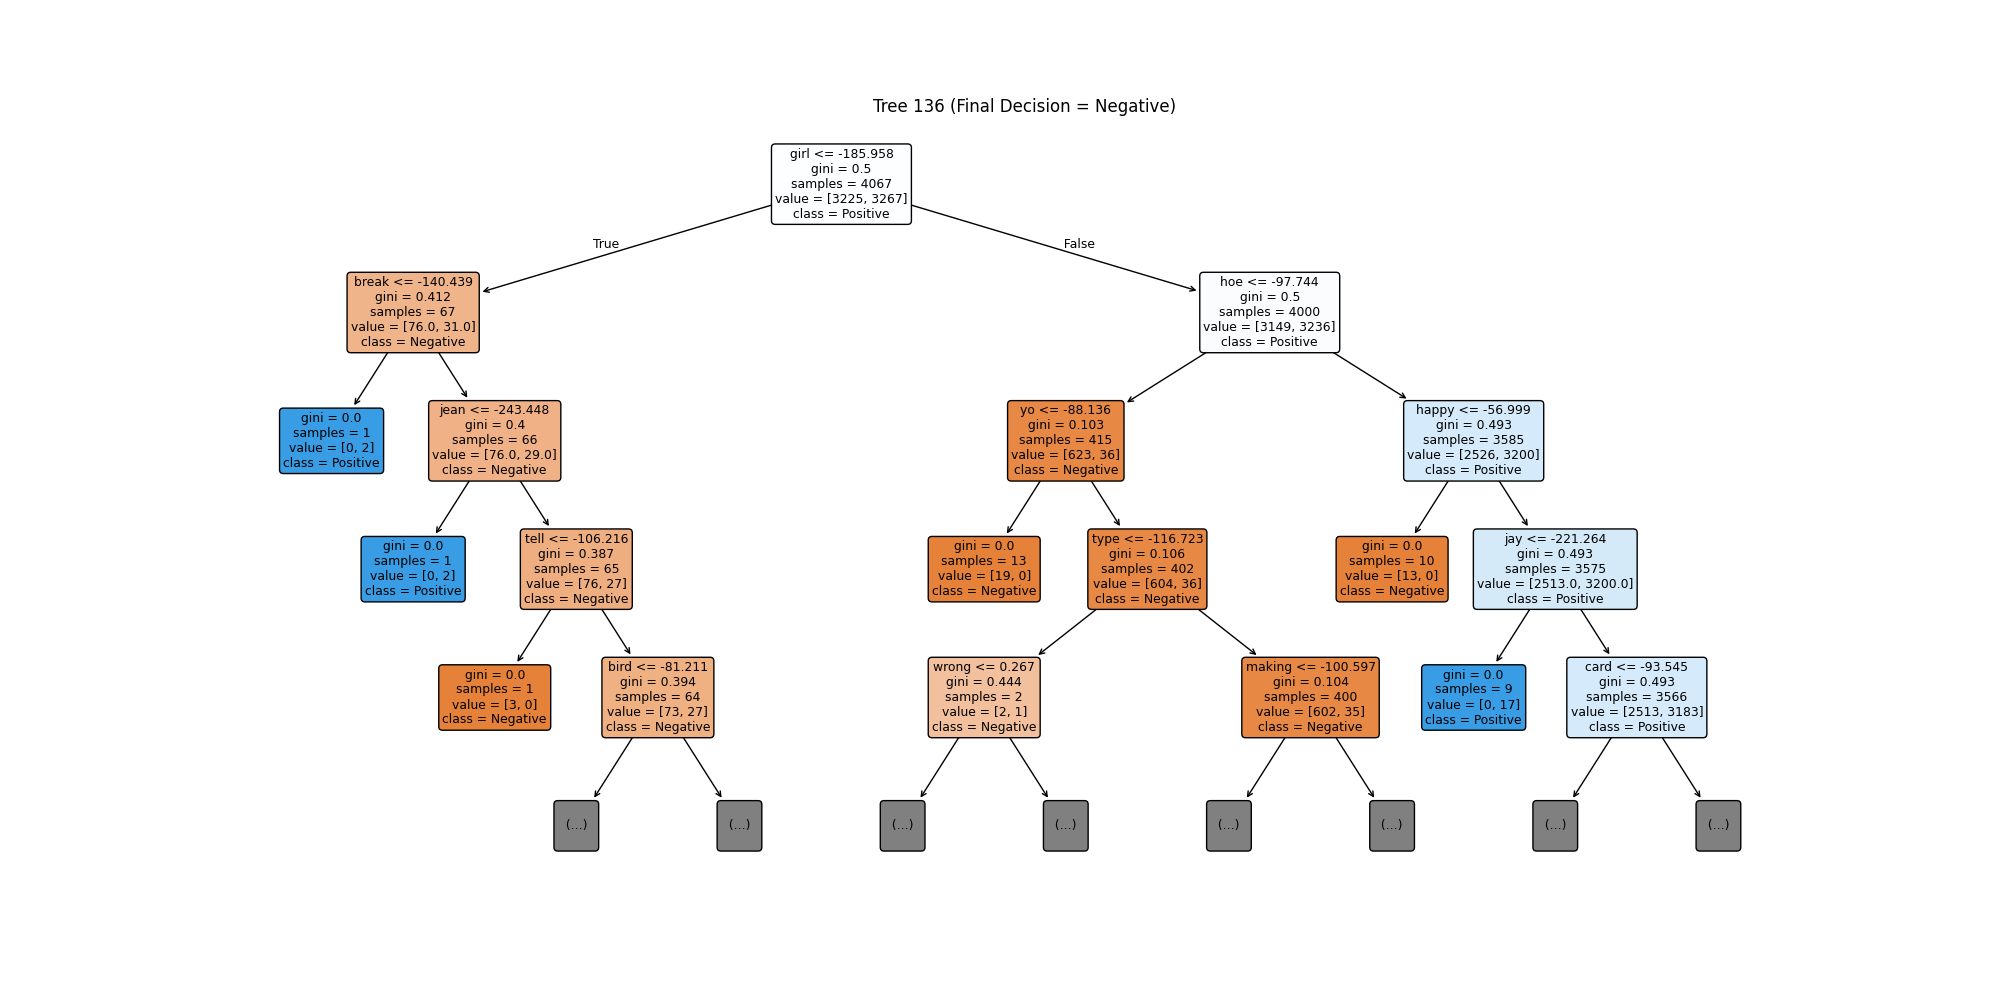 Tree 136 (Final Decision = Negative)
girl <= -185.958
gini = 0.5
samples = 4067
value = [3225, 3267]
class = Positive
True
False
break <= -140.439
gini = 0.412
samples = 67
value = [76.0, 31.0]
class = Negative
hoe <= -97.744
gini = 0.5
samples = 4000
value = [3149, 3236]
class = Positive
gini = 0.0
samples = 1
value = [0, 2]
class = Positive
jean <= -243.448
gini = 0.4
samples = 66
value = [76.0, 29.0]
class = Negative
yo <= -88.136
gini = 0.103
samples = 415
value = [623, 36]
class = Negative
happy <= -56.999
gini = 0.493
samples = 3585
value = [2526, 3200]
class = Positive
gini = 0.0
samples = 1
value = [0, 2]
class = Positive
tell <= -106.216
gini = 0.387
samples = 65
value = [76, 27]
class = Negative
gini = 0.0
samples = 13
value = [19, 0]
class = Negative
type <= -116.723
gini = 0.106
samples = 402
value = [604, 36]
class = Negative
gini = 0.0
samples = 10
value = [13, 0]
class = Negative
jay <= -221.264
gini = 0.493
samples = 3575
value = [2513.0, 3200.0]
class = Positive
gini = 0.0
samples = 1
value = [3, 0]
class = Negative
bird <= -81.211
gini = 0.394
samples = 64
value = [73, 27]
class = Negative
wrong <= 0.267
gini = 0.444
samples = 2
value = [2, 1]
class = Negative
making <= -100.597
gini = 0.104
samples = 400
value = [602, 35]
class = Negative
gini = 0.0
samples = 9
value = [0, 17]
class = Positive
card <= -93.545
gini = 0.493
samples = 3566
value = [2513, 3183]
class = Positive
(...)
(...)
(...)
(...)
(...)
(...)
(...)
(...)